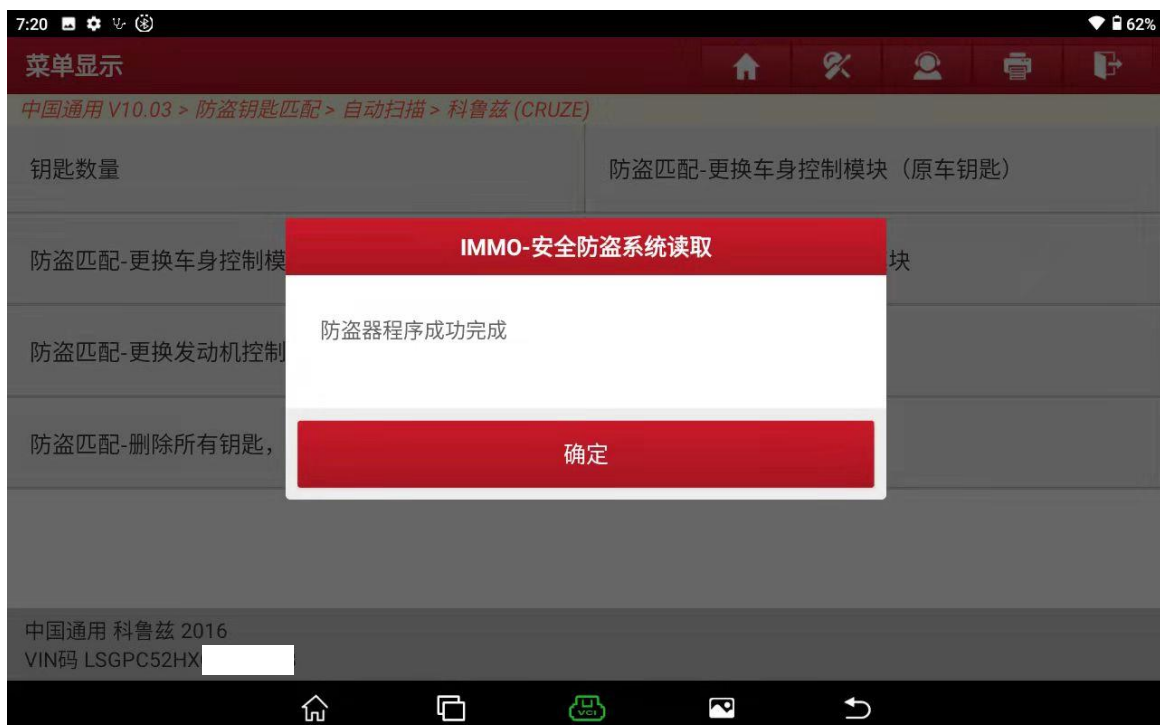 7:20
62%
菜单显示
中国通用 V10.03 > 防盗钥匙匹配 > 自动扫描 > 科鲁兹 (CRUZE)
钥匙数量
防盗匹配-更换车身控制模块（原车钥匙）
防盗匹配-更换车身控制模
块
IMMO-安全防盗系统读取
防盗器程序成功完成
防盗匹配-更换发动机控制
防盗匹配-删除所有钥匙，
确定
中国通用 科鲁兹 2016
VIN码 LSGPC52HX
VCI